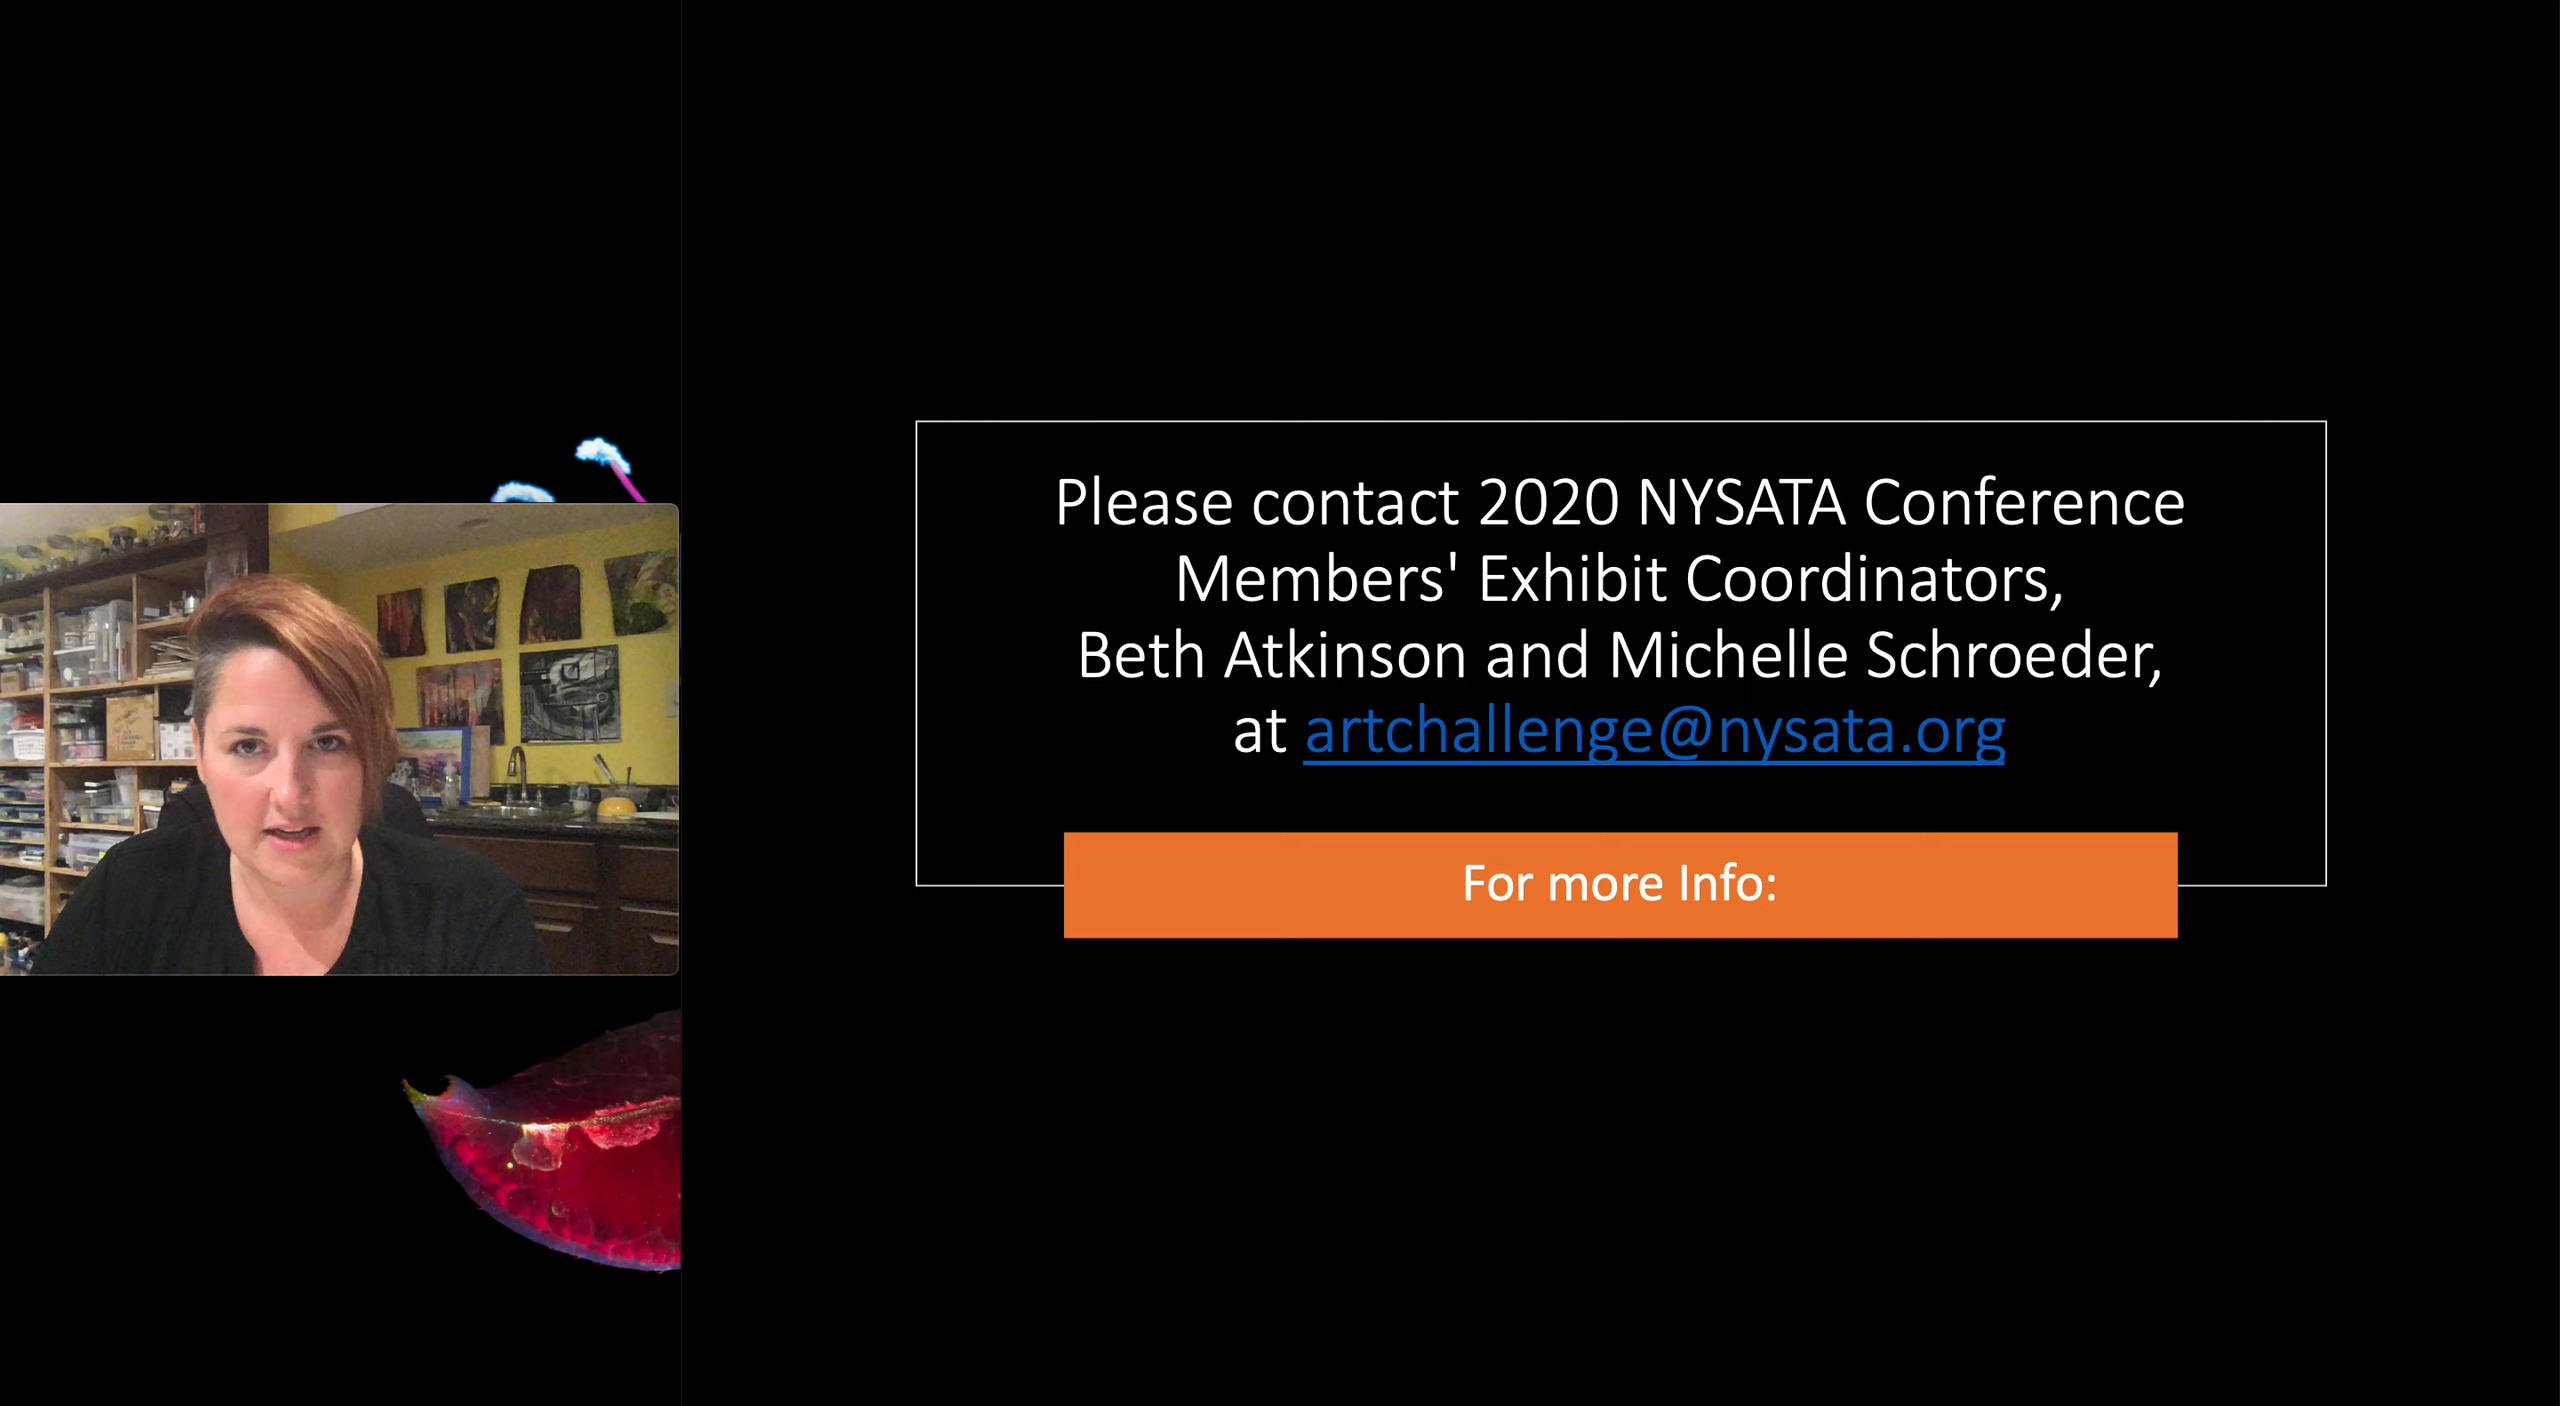 Please contact 2020 NYSATA Conference
Members' Exhibit Coordinators,
Beth Atkinson and Michelle Schroeder,
at artchallenge@nysata.org
For more Info: